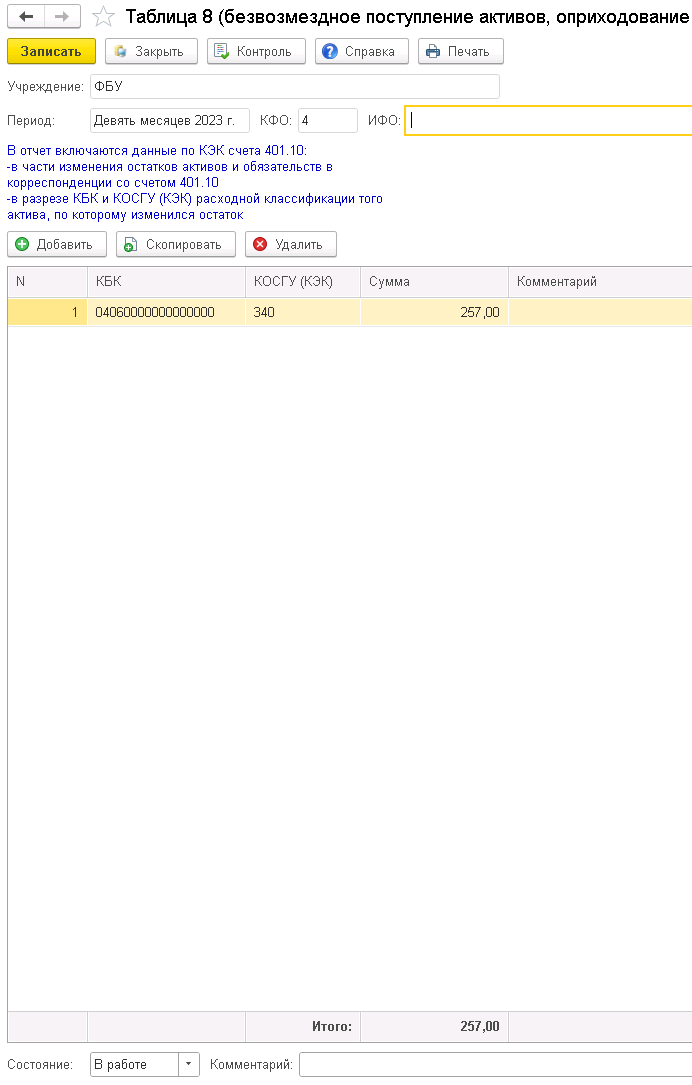 Таблица 8 (безвозмездное поступление активов, оприходование
Записать Закрыть Контроль Справка Печать
Учреждение: ФБУ
Период: Девять месяцев 2023 г. КФО: 4 ИФО:
В отчет включаются данные по КЭК счета 401.10:
-в части изменения остатков активов и обязательств в
корреспонденции со счетом 401.10
-в разрезе КБК и КОСГУ (КЭК) расходной классификации того
актива, по которому изменился остаток
Добавить Скопировать Удалить
N КБК КОСГУ (КЭК) Сумма Комментарий
1 04060000000000000 340 257,00
Итого: 257,00
Состояние: В работе Комментарий: